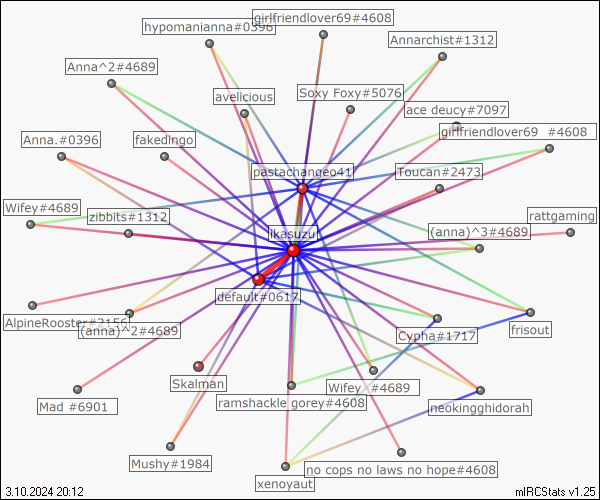 girlfriendlover69#4608
hypomanianna#0396
Annarchist#1312
Anna^2#4689
Soxy Foxy#5076
avelicious
ace deucy#7097
girlfriendlover69 #4608
Anna.#0396
fakedngo
pastachangeo41
Toucan#2473
Wifey#4689
zibbits#1312
rattgaming
ikasuzu
(anna)^3#4689
default#0617
AlpineRooster#2156
(anna)^2#4689
Cypha#1717
frisout
Skalman
Wifey #4689
Mad #6901
ramshackle gorey#4608
neokingghidorah
Mushy#1984
no cops no laws no hope#4608
xenoyaut
3.10.2024 20:12
mIRCStats v1.25